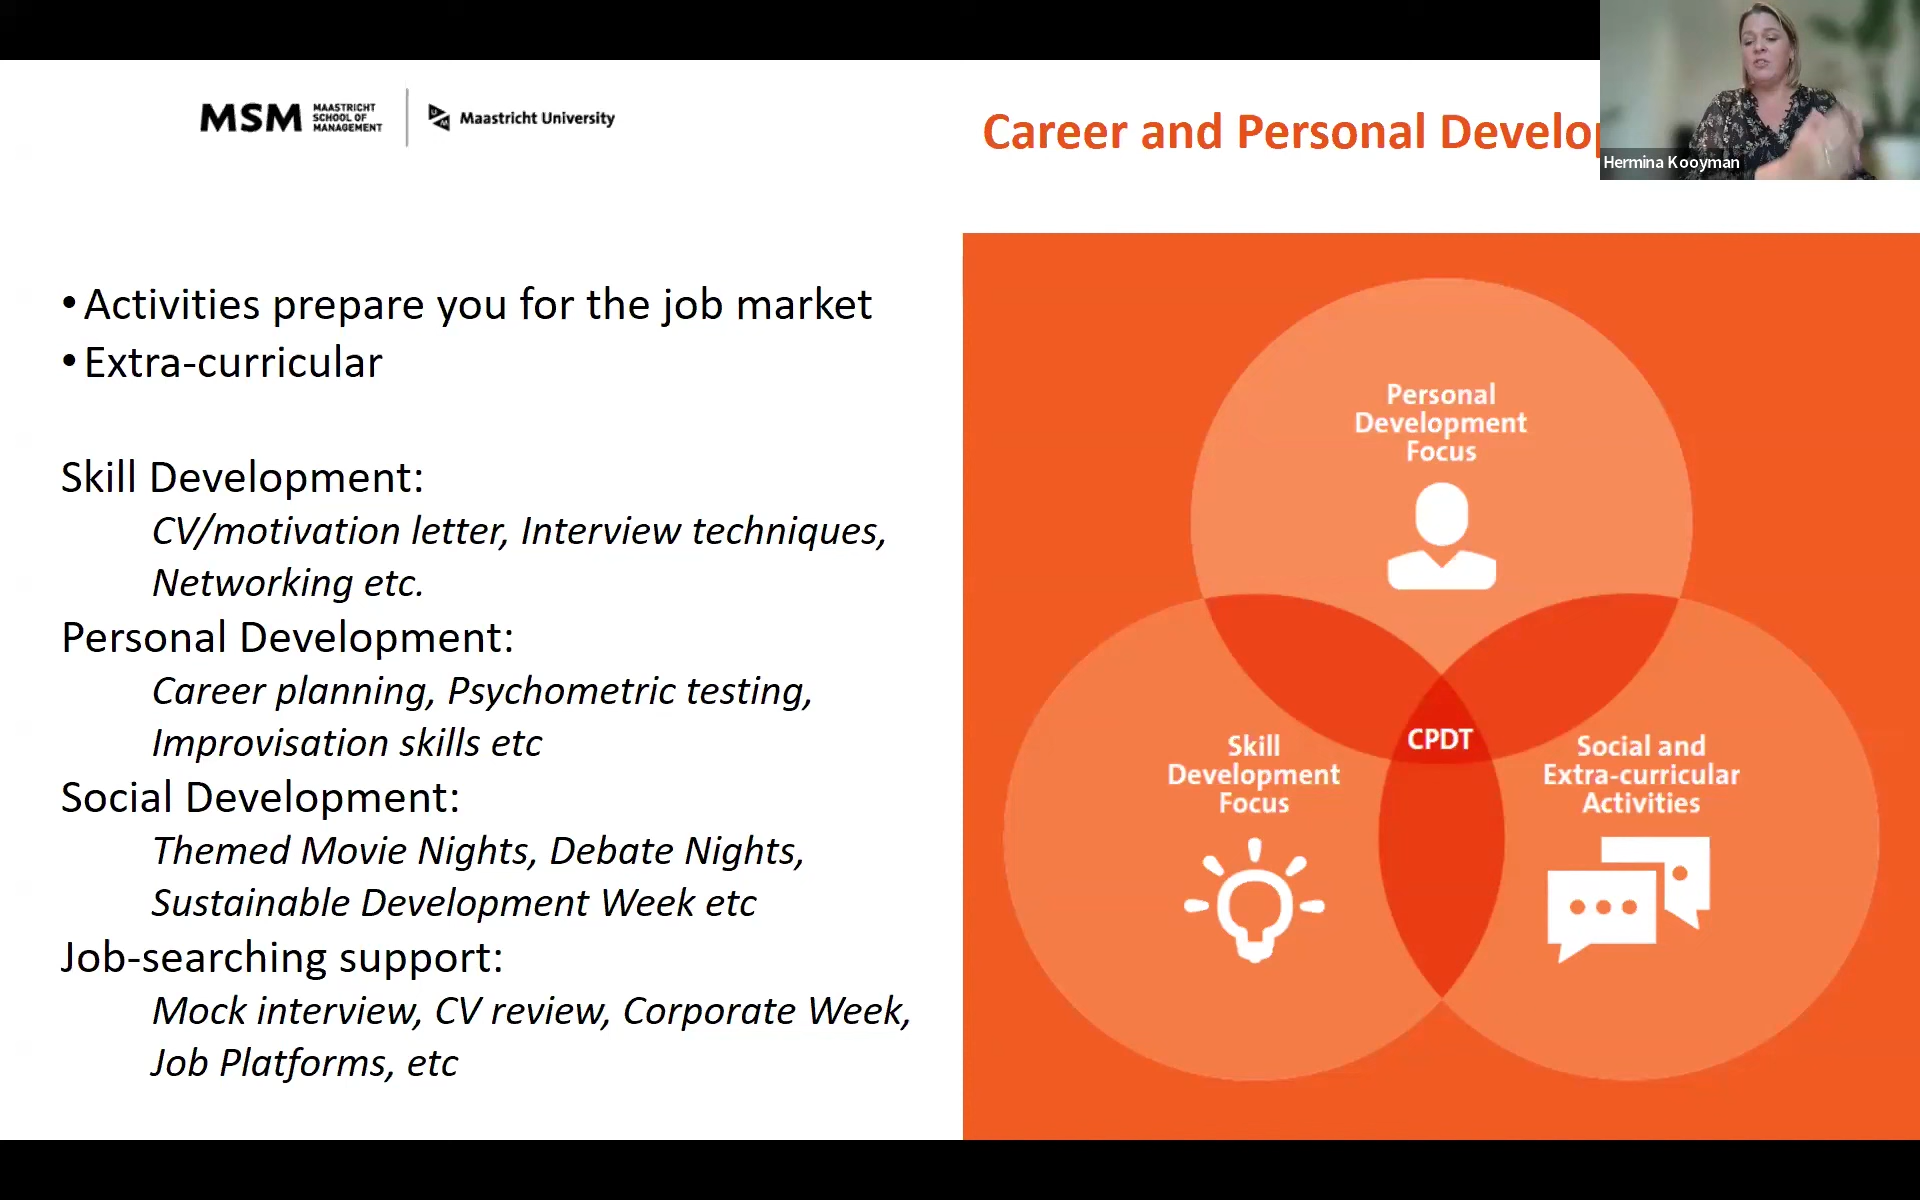 MSM MAASTRICHT
SCHOOL OF
MANAGEMENT
Maastricht University
Career and Personal Develop
Hermina Kooyman
•Activities prepare you for the job market
•Extra-curricular
Skill Development:
CV/motivation letter, Interview techniques,
Networking etc.
Personal Development:
Career planning, Psychometric testing,
Improvisation skills etc
Social Development:
Themed Movie Nights, Debate Nights,
Sustainable Development Week etc
Job-searching support:
Mock interview, CV review, Corporate Week,
Job Platforms, etc
Personal
Development
Focus
CPDT
Skill
Development
Focus
Social and
Extra-curricular
Activities